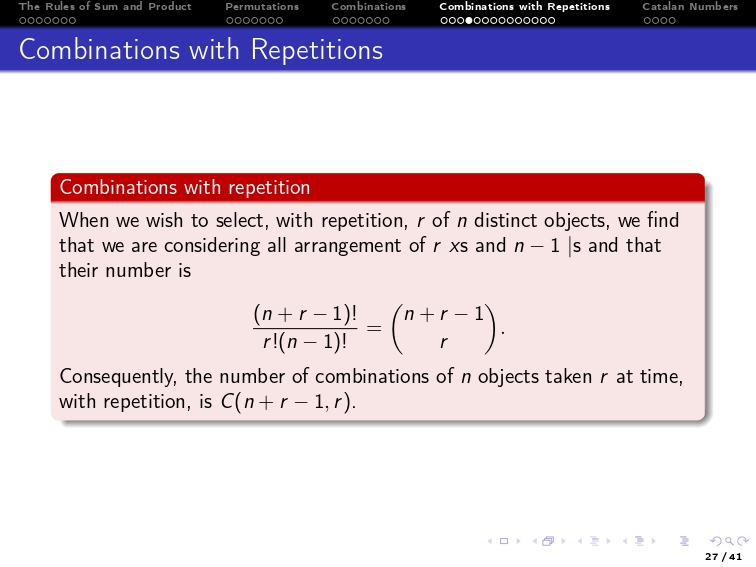 The Rules of Sum and Product Permutations Combinations Combinations with Repetitions Catalan Numbers
Combinations with Repetitions
Combinations with repetition
When we wish to select, with repetition, r of n distinct objects, we find
that we are considering all arrangement of r xs and n − 1 |s and that
their number is
(n + r − 1)! / r!(n − 1)! = (n + r − 1 r).
Consequently, the number of combinations of n objects taken r at time,
with repetition, is C(n + r − 1, r).
27 / 41